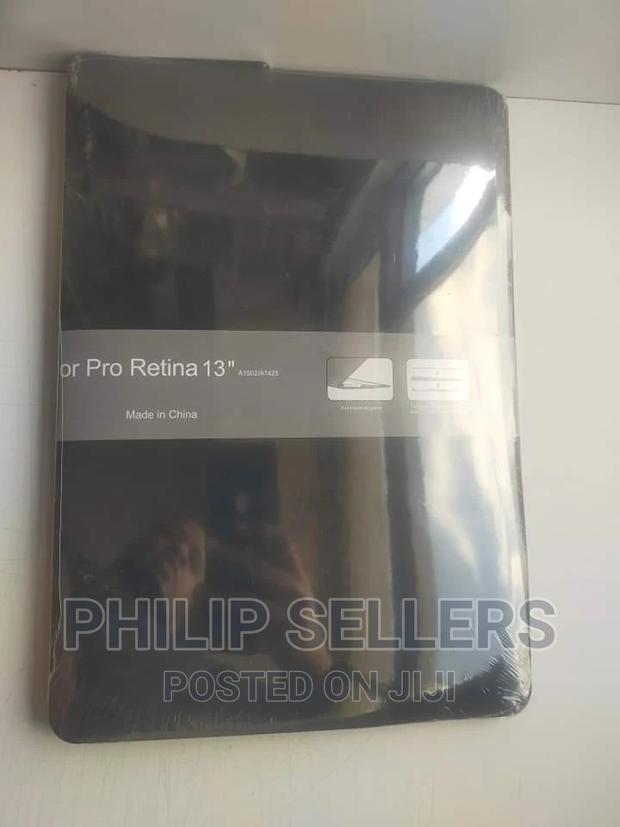 or Pro Retina 13" A1502/A1425
Made in China
PHILIP SELLERS
POSTED ON JIJI